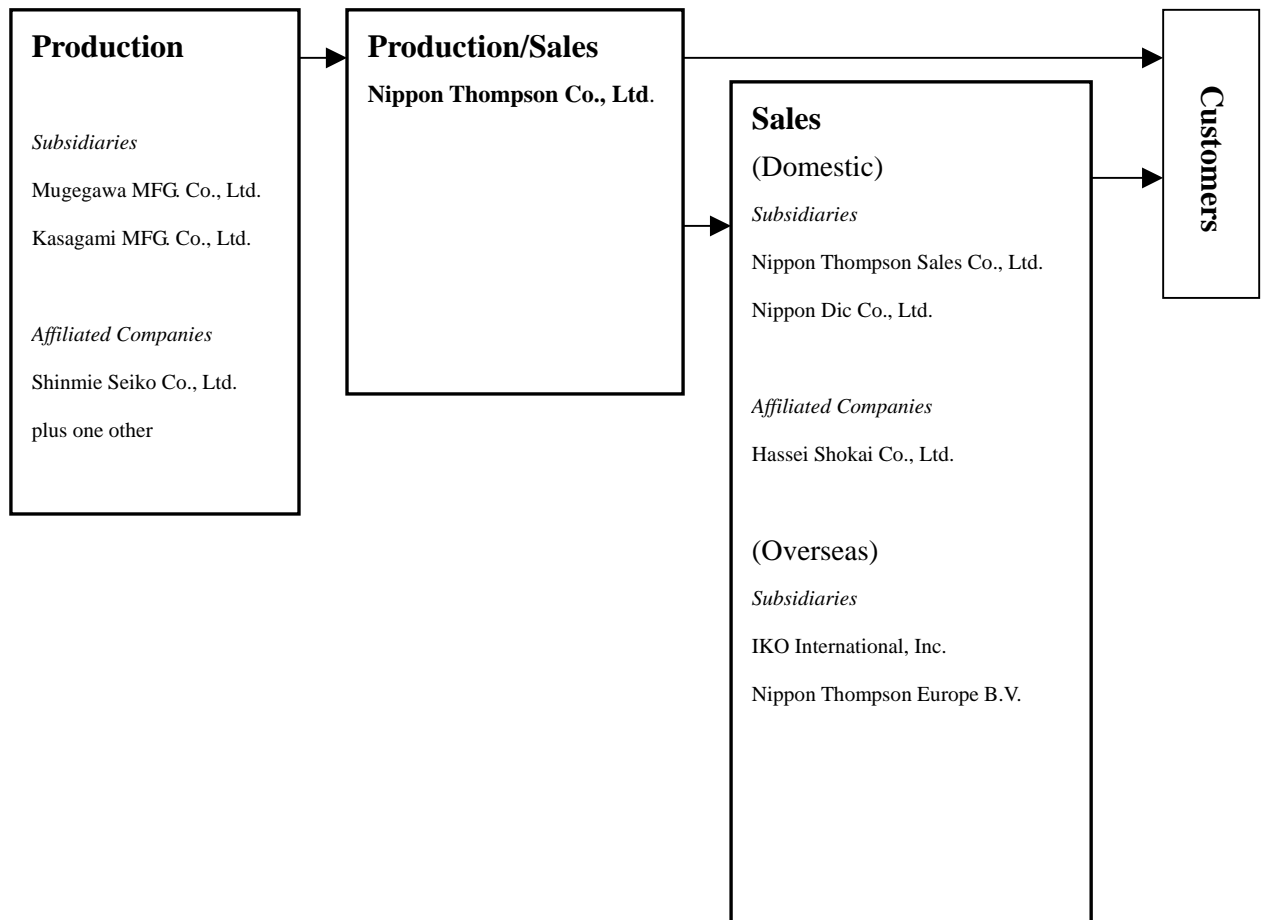 Production
Subsidiaries
Mugegawa MFG. Co., Ltd.
Kasagami MFG. Co., Ltd.
Affiliated Companies
Shinmie Seiko Co., Ltd.
plus one other
Production/Sales
Nippon Thompson Co., Ltd.
Sales
(Domestic)
Subsidiaries
Nippon Thompson Sales Co., Ltd.
Nippon Dic Co., Ltd.
Affiliated Companies
Hassei Shokai Co., Ltd.
(Overseas)
Subsidiaries
IKO International, Inc.
Nippon Thompson Europe B.V.
Customers